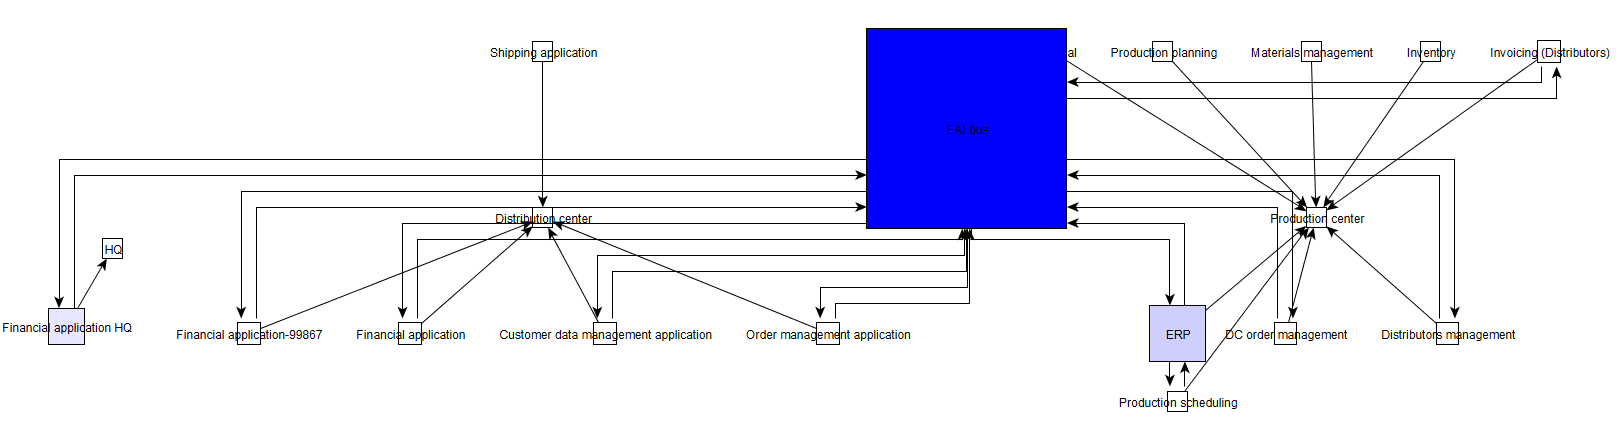 Shipping application
al
Production planning
Materials management
Inventory
Invoicing (Distributors)
EAI bus
Distribution center
Production center
HQ
Financial application HQ
Financial application-99867
Financial application
Customer data management application
Order management application
ERP
DC order management
Distributors management
Production scheduling